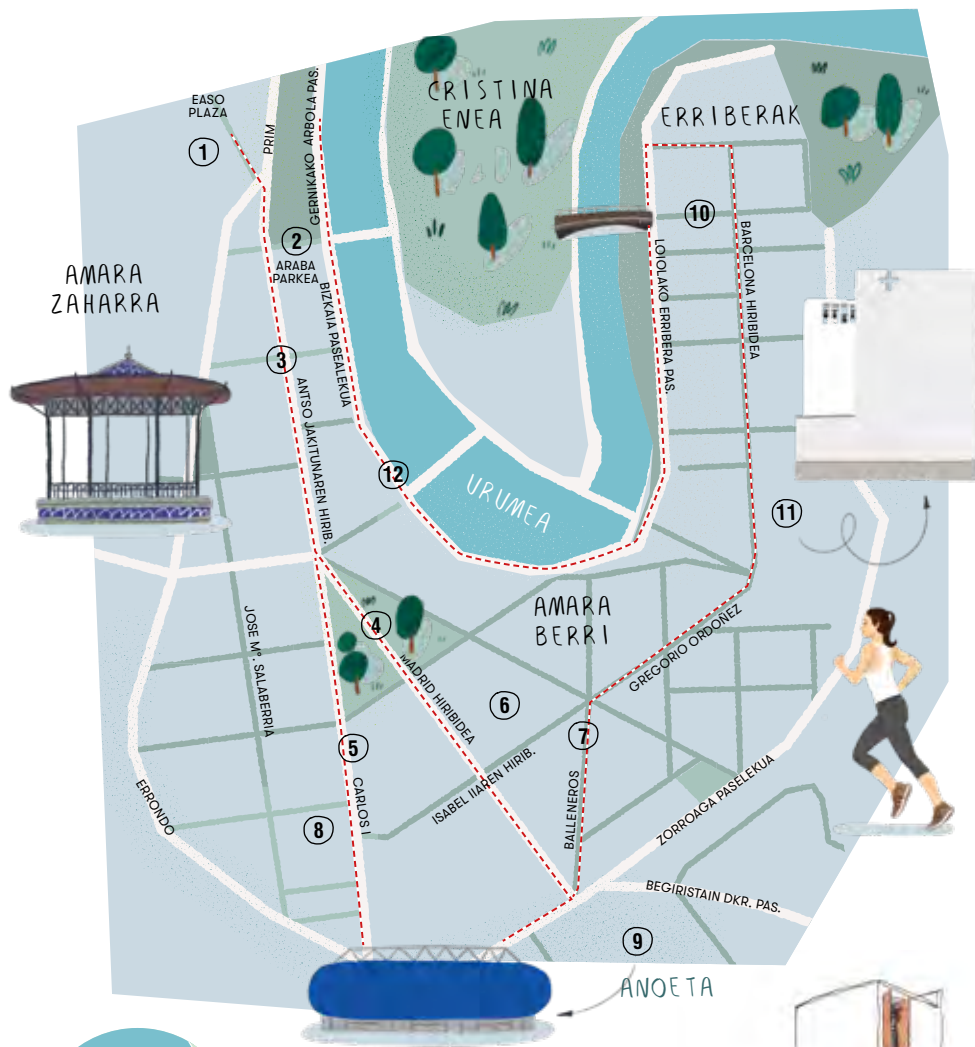 CRISTINA
ENEA
ERRIBERAK
EASO
PLAZA
1
PRIM
GERNIKAKO ARBOLA PAS.
2
ARABA
PARKEA
10
AMARA
ZAHARRA
BIZKAIA PASEALEKUA
LOIOLAKO ERRIBERA PAS.
BARCELONA HIRIBIDEA
3
ANTSO JAKITUNAREN HIRIB.
12
URUMEA
11
AMARA
BERRI
JOSE Mª. SALABERRIA
4
MADRID HIRIBIDEA
GREGORIO ORDOÑEZ
6
7
5
CARLOS I
ISABEL IIAREN HIRIB.
BALLENEROS
ZORROAGA PASELEKUA
ERRONDO
8
BEGIRISTAIN DKR. PAS.
9
ANOETA